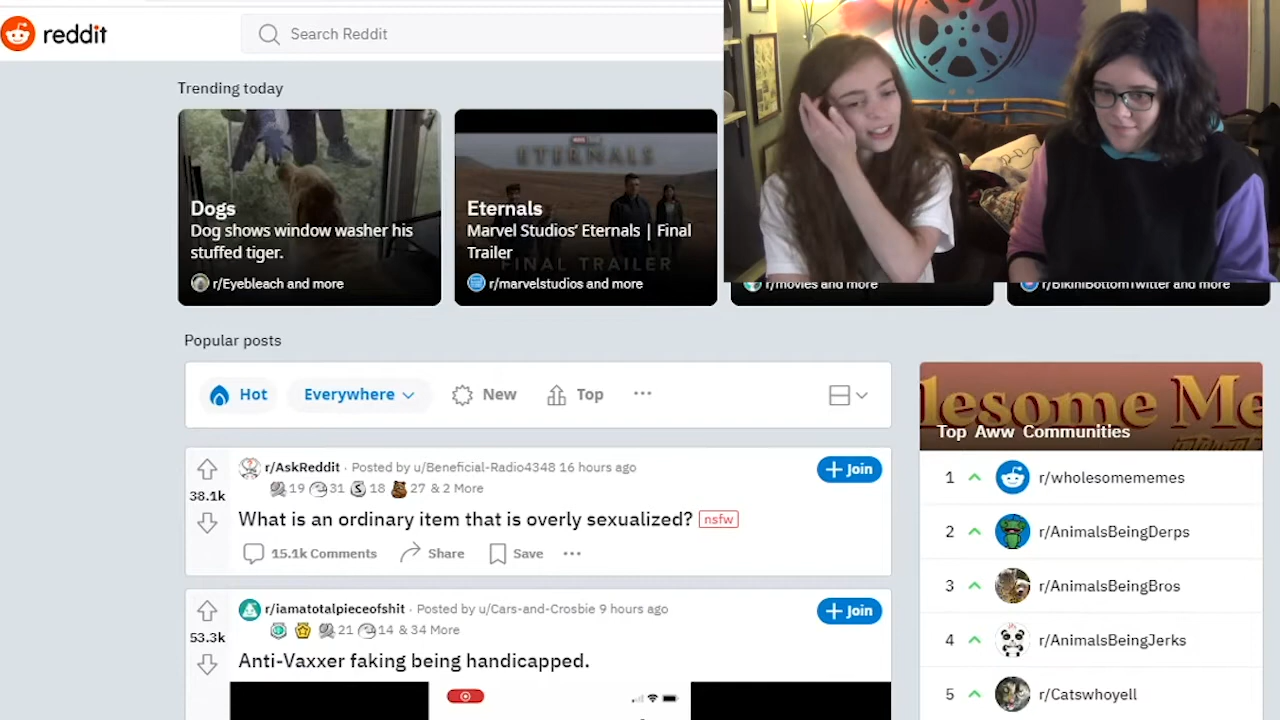 reddit
Search Reddit
Trending today
Dogs
Dog shows window washer his
stuffed tiger.
r/Eyebleach and more
ETERNALS
Eternals
Marvel Studios' Eternals | Final
Trailer
FINAL TRAILER
r/marvelstudios and more
r/movies and more
r/BikiniBottomTwitter and more
Popular posts
Hot
Everywhere
New
Top
r/AskReddit · Posted by u/Beneficial-Radio4348 16 hours ago
19 31 18 27 & 2 More
Join
38.1k
What is an ordinary item that is overly sexualized? nsfw
15.1k Comments
Share
Save
r/iamatotalpieceofshit · Posted by u/Cars-and-Crosbie 9 hours ago
21 14 & 34 More
Join
53.3k
Anti-Vaxxer faking being handicapped.
lesome Me
Top Aww Communities
1 r/wholesomememes
2 r/AnimalsBeingDerps
3 r/AnimalsBeingBros
4 r/AnimalsBeingJerks
5 r/Catswhoyell